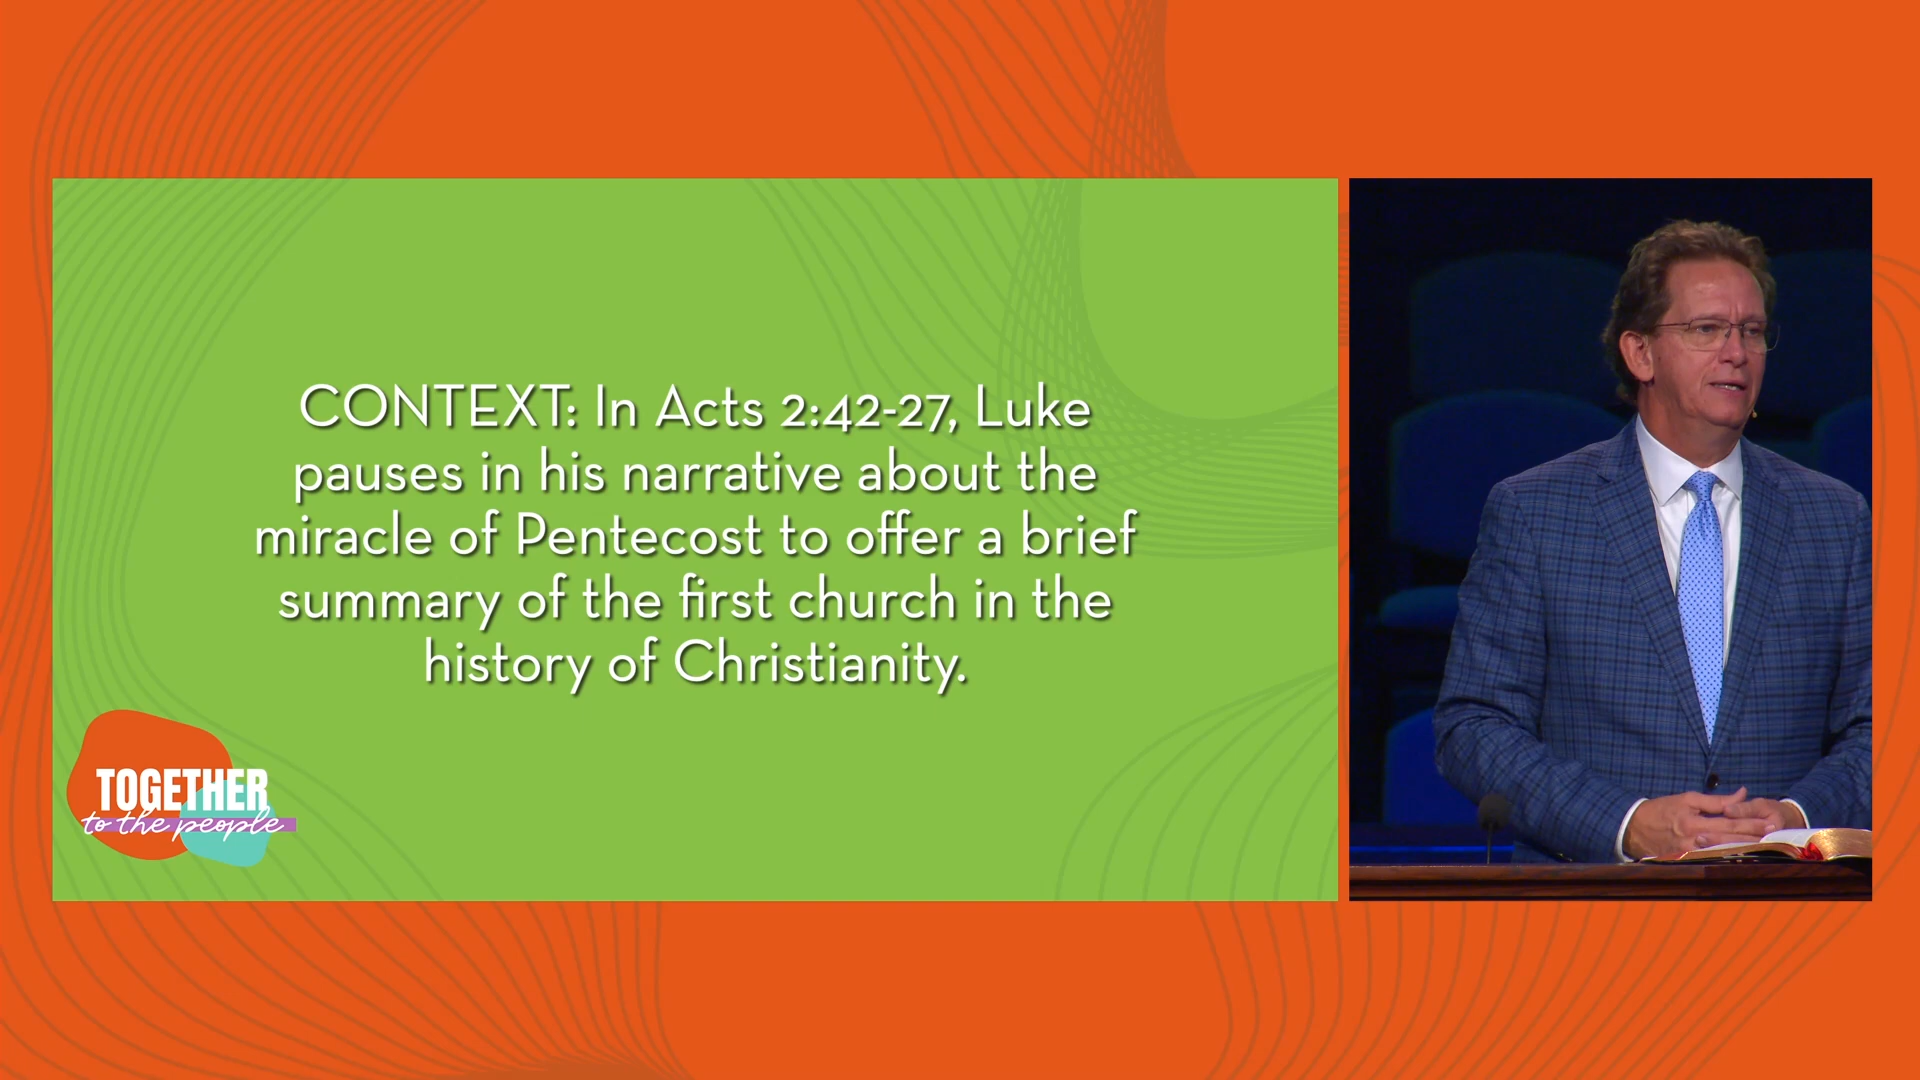 CONTEXT: In Acts 2:42-27, Luke
pauses in his narrative about the
miracle of Pentecost to offer a brief
summary of the first church in the
history of Christianity.
TOGETHER
to the people